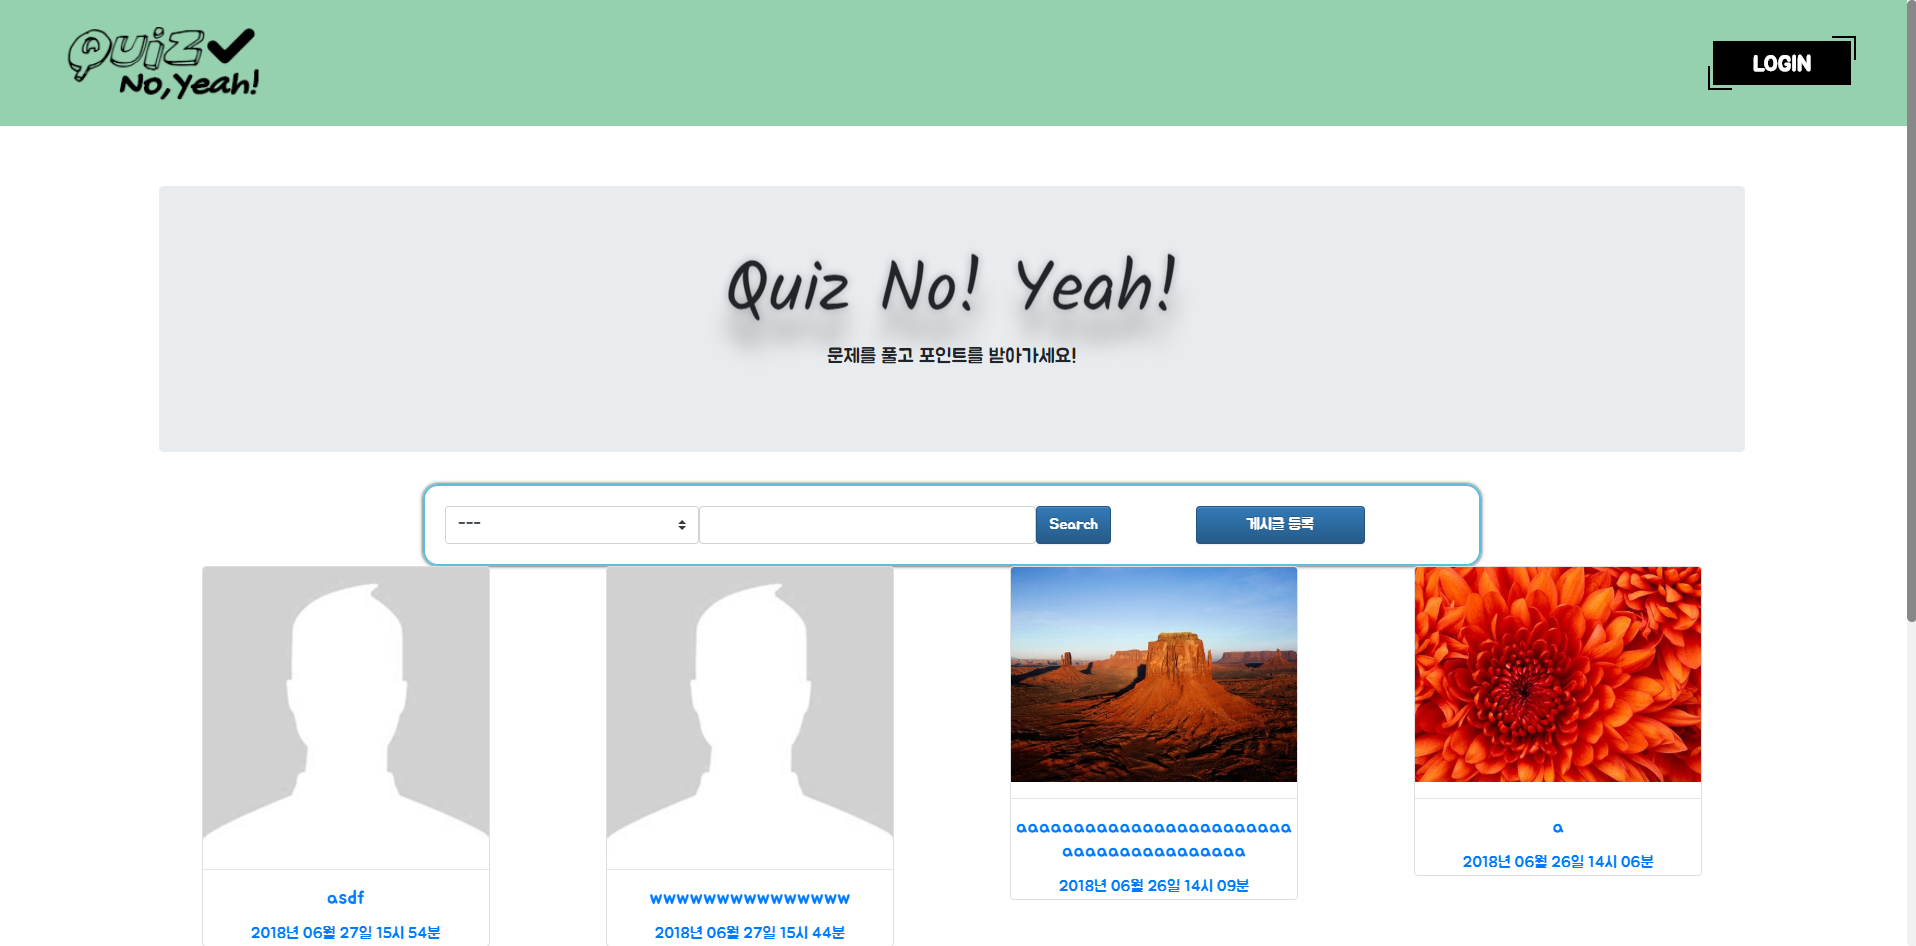 QUiZ✔
No,Yeah!
LOGIN
Quiz No! Yeah!
문제를 풀고 포인트를 받아가세요!
---
Search
게시글 등록
asdf
2018년 06월 27일 15시 54분
wwwwwwwwwwwwwww
2018년 06월 27일 15시 44분
aaaaaaaaaaaaaaaaaaaaaaaa
aaaaaaaaaaaaaaaa
2018년 06월 26일 14시 09분
a
2018년 06월 26일 14시 06분